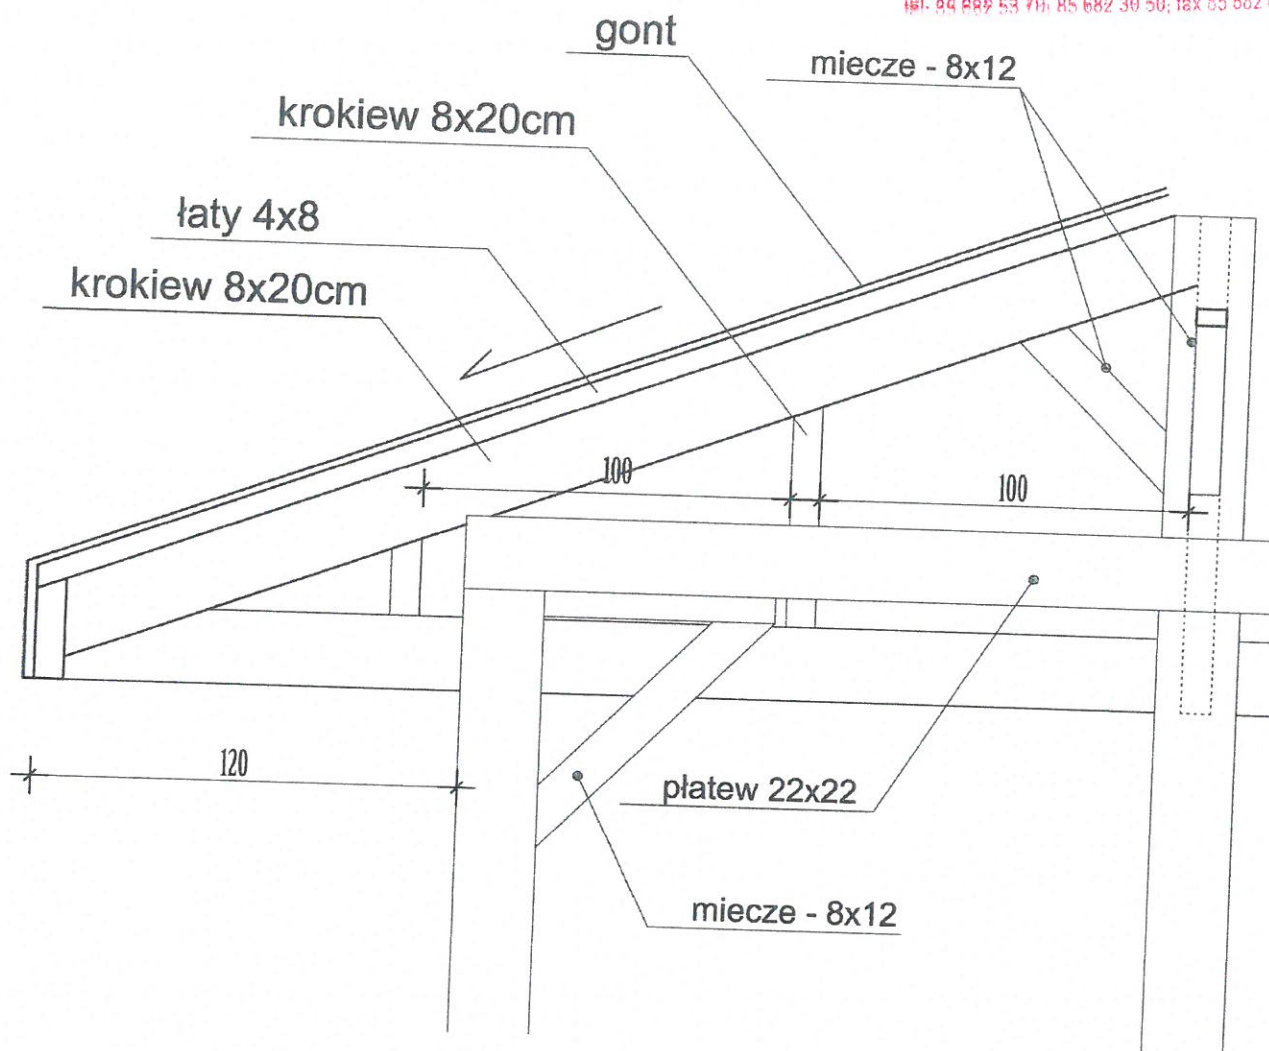 gont
miecze - 8x12
krokiew 8x20cm
łaty 4x8
krokiew 8x20cm
100
100
120
płatew 22x22
miecze - 8x12